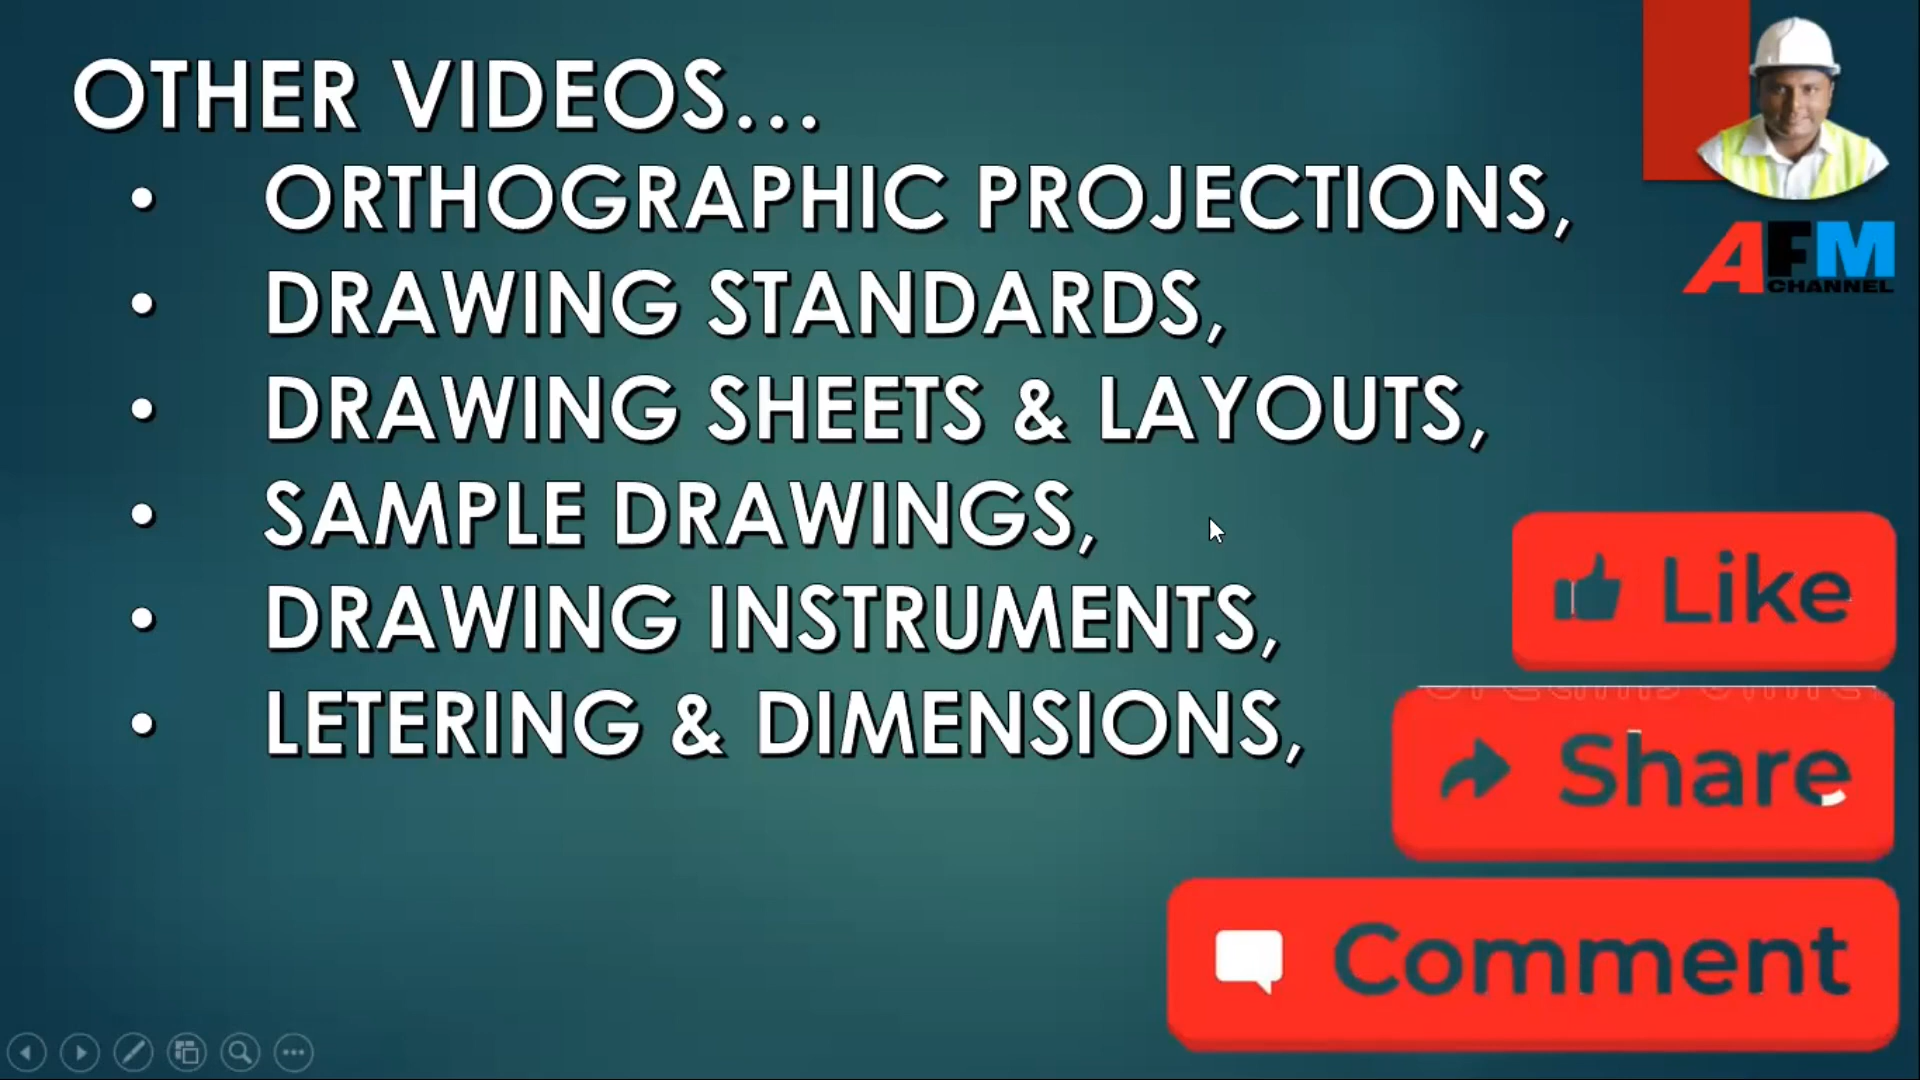 OTHER VIDEOS...
• ORTHOGRAPHIC PROJECTIONS,
• DRAWING STANDARDS,
• DRAWING SHEETS & LAYOUTS,
• SAMPLE DRAWINGS,
• DRAWING INSTRUMENTS,
• LETERING & DIMENSIONS,
AFM
CHANNEL
Like
Share
Comment